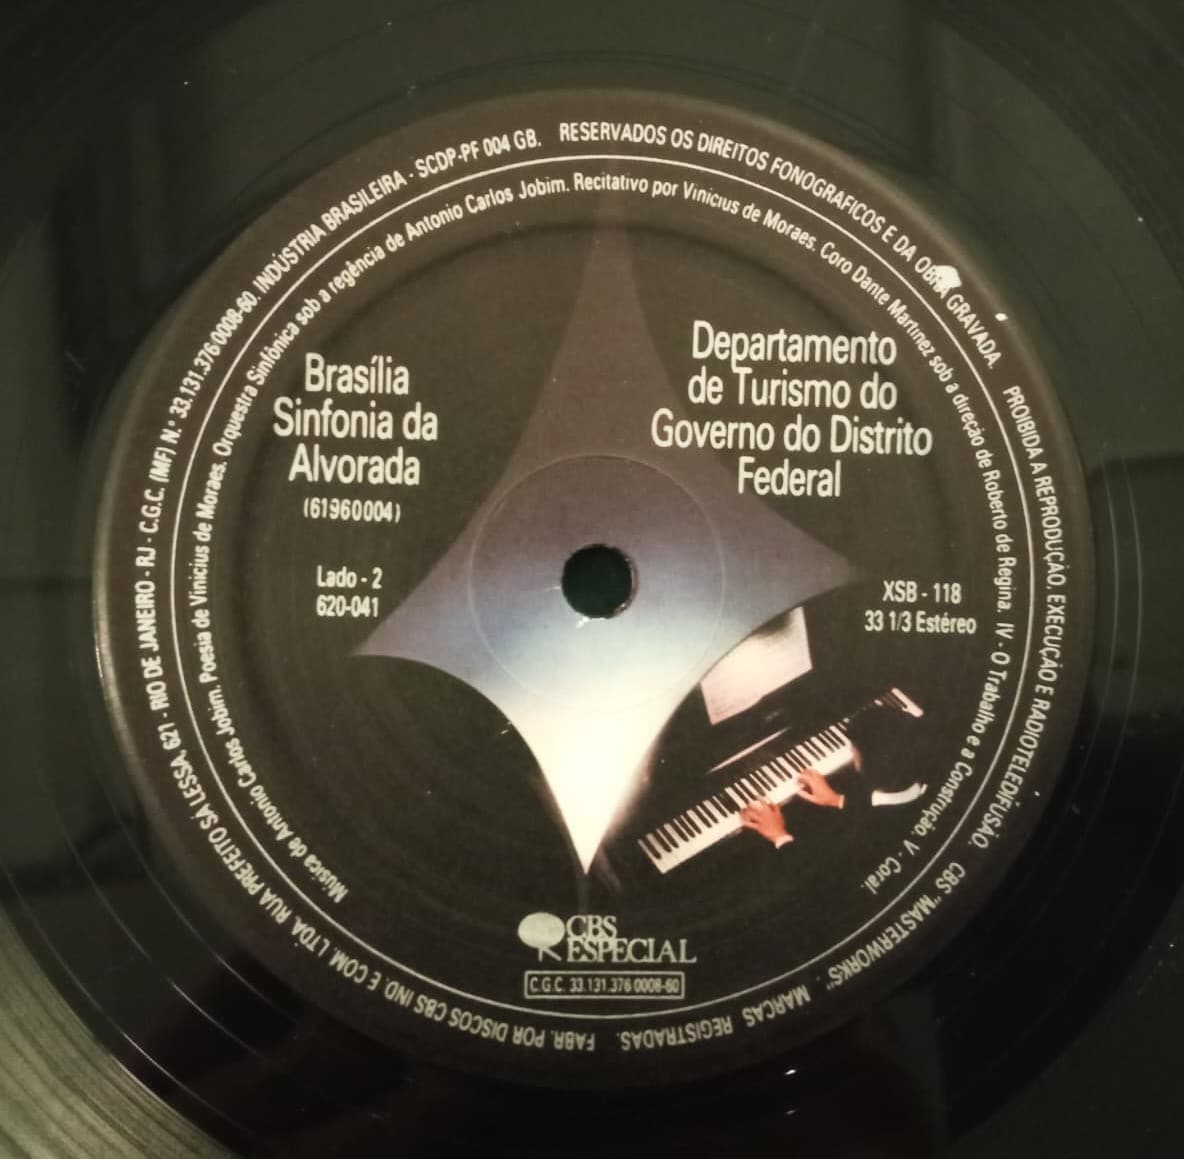 FABR. POR DISCOS CBS IND. E COM. LTDA. RUA PREFEITO SÁ LESSA, 621 - RIO DE JANEIRO - RJ - C.G.C. (MF) N.º 33.131.376 0008-60. INDÚSTRIA BRASILEIRA - SCDP-PF 004 GB. RESERVADOS OS DIREITOS FONOGRAFICOS E DA OBRA GRAVADA. PROIBIDA A REPRODUÇÃO, EXECUÇÃO E RADIOTELEDIFUSÃO. CBS "MASTERWORKS". MARCAS REGISTRADAS.
Música de Antonio Carlos Jobim. Poesia de Vinicius de Moraes. Orquestra Sinfônica sob a regência de Antonio Carlos Jobim. Recitativo por Vinicius de Moraes. Coro Dante Martinez sob a direção de Roberto de Regina. IV - O Trabalho e a Construção. V - Coral.
Brasília
Sinfonia da
Alvorada
(61960004)
Lado - 2
620-041
Departamento
de Turismo do
Governo do Distrito
Federal
XSB - 118
33 1/3 Estéreo
CBS
ESPECIAL
C.G.C. 33.131.376 0008-60